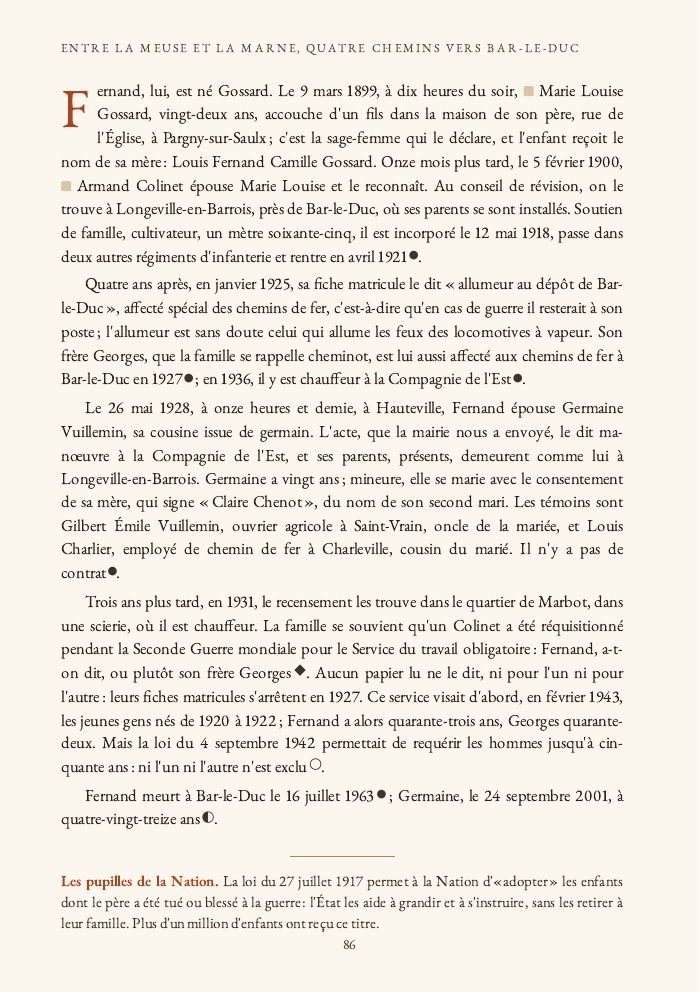 ENTRE LA MEUSE ET LA MARNE, QUATRE CHEMINS VERS BAR-LE-DUC
Fernand, lui, est né Gossard. Le 9 mars 1899, à dix heures du soir, Marie Louise
Gossard, vingt-deux ans, accouche d'un fils dans la maison de son père, rue de
l'Église, à Pargny-sur-Saulx ; c'est la sage-femme qui le déclare, et l'enfant reçoit le
nom de sa mère : Louis Fernand Camille Gossard. Onze mois plus tard, le 5 février 1900,
Armand Colinet épouse Marie Louise et le reconnaît. Au conseil de révision, on le
trouve à Longeville-en-Barrois, près de Bar-le-Duc, où ses parents se sont installés. Soutien
de famille, cultivateur, un mètre soixante-cinq, il est incorporé le 12 mai 1918, passe dans
deux autres régiments d'infanterie et rentre en avril 1921●.
Quatre ans après, en janvier 1925, sa fiche matricule le dit « allumeur au dépôt de Bar-
le-Duc », affecté spécial des chemins de fer, c'est-à-dire qu'en cas de guerre il resterait à son
poste ; l'allumeur est sans doute celui qui allume les feux des locomotives à vapeur. Son
frère Georges, que la famille se rappelle cheminot, est lui aussi affecté aux chemins de fer à
Bar-le-Duc en 1927● ; en 1936, il y est chauffeur à la Compagnie de l'Est●.
Le 26 mai 1928, à onze heures et demie, à Hauteville, Fernand épouse Germaine
Vuillemin, sa cousine issue de germain. L'acte, que la mairie nous a envoyé, le dit ma-
nœuvre à la Compagnie de l'Est, et ses parents, présents, demeurent comme lui à
Longeville-en-Barrois. Germaine a vingt ans ; mineure, elle se marie avec le consentement
de sa mère, qui signe « Claire Chenot », du nom de son second mari. Les témoins sont
Gilbert Émile Vuillemin, ouvrier agricole à Saint-Vrain, oncle de la mariée, et Louis
Charlier, employé de chemin de fer à Charleville, cousin du marié. Il n'y a pas de
contrat●.
Trois ans plus tard, en 1931, le recensement les trouve dans le quartier de Marbot, dans
une scierie, où il est chauffeur. La famille se souvient qu'un Colinet a été réquisitionné
pendant la Seconde Guerre mondiale pour le Service du travail obligatoire : Fernand, a-t-
on dit, ou plutôt son frère Georges◆. Aucun papier lu ne le dit, ni pour l'un ni pour
l'autre : leurs fiches matricules s'arrêtent en 1927. Ce service visait d'abord, en février 1943,
les jeunes gens nés de 1920 à 1922 ; Fernand a alors quarante-trois ans, Georges quarante-
deux. Mais la loi du 4 septembre 1942 permettait de requérir les hommes jusqu'à cin-
quante ans : ni l'un ni l'autre n'est exclu○.
Fernand meurt à Bar-le-Duc le 16 juillet 1963● ; Germaine, le 24 septembre 2001, à
quatre-vingt-treize ans◐.
Les pupilles de la Nation. La loi du 27 juillet 1917 permet à la Nation d'« adopter » les enfants
dont le père a été tué ou blessé à la guerre : l'État les aide à grandir et à s'instruire, sans les retirer à
leur famille. Plus d'un million d'enfants ont reçu ce titre.
86